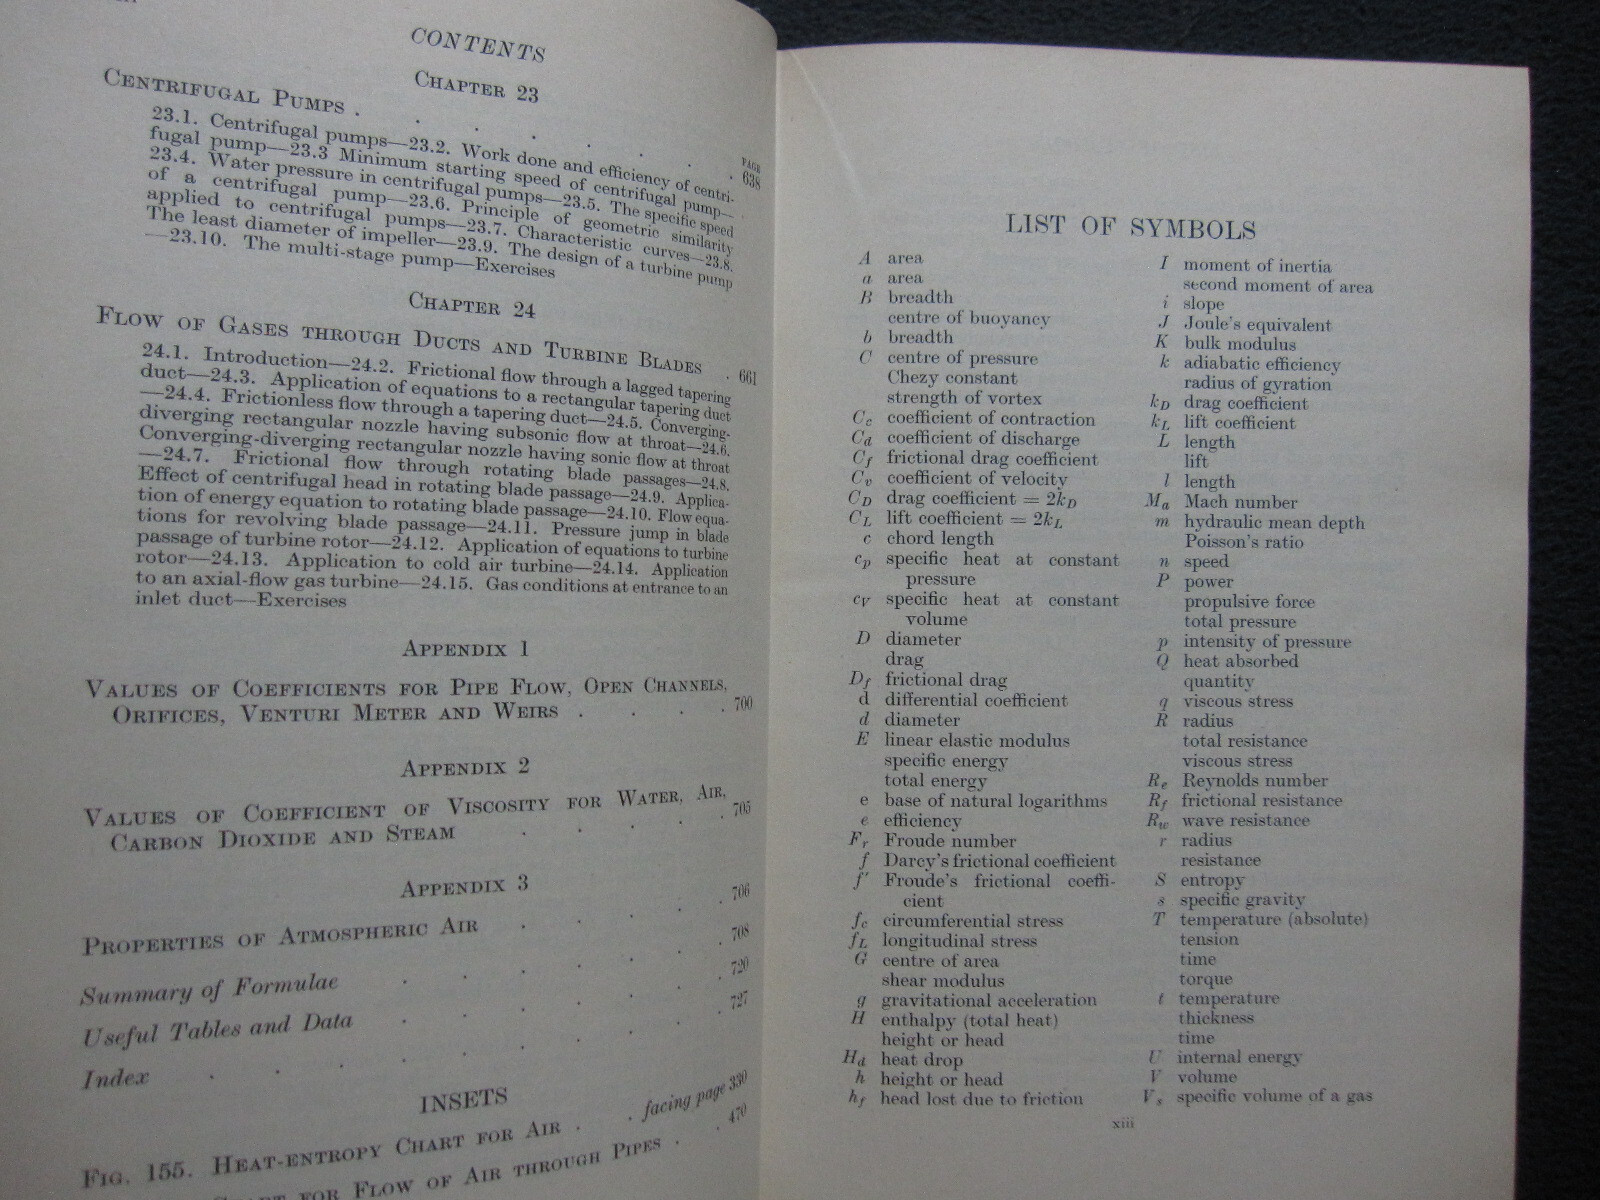 CONTENTS
CHAPTER 23
PAGE
CENTRIFUGAL PUMPS . . . . . . . . 638
23.1. Centrifugal pumps—23.2. Work done and efficiency of centri-
fugal pump—23.3 Minimum starting speed of centrifugal pump—
23.4. Water pressure in centrifugal pumps—23.5. The specific speed
of a centrifugal pump—23.6. Principle of geometric similarity
applied to centrifugal pumps—23.7. Characteristic curves—23.8.
The least diameter of impeller—23.9. The design of a turbine pump
—23.10. The multi-stage pump—Exercises
CHAPTER 24
FLOW OF GASES THROUGH DUCTS AND TURBINE BLADES . 661
24.1. Introduction—24.2. Frictional flow through a lagged tapering
duct—24.3. Application of equations to a rectangular tapering duct
—24.4. Frictionless flow through a tapering duct—24.5. Converging-
diverging rectangular nozzle having subsonic flow at throat—24.6.
Converging-diverging rectangular nozzle having sonic flow at throat
—24.7. Frictional flow through rotating blade passages—24.8.
Effect of centrifugal head in rotating blade passage—24.9. Applica-
tion of energy equation to rotating blade passage—24.10. Flow equa-
tions for revolving blade passage—24.11. Pressure jump in blade
passage of turbine rotor—24.12. Application of equations to turbine
rotor—24.13. Application to cold air turbine—24.14. Application
to an axial-flow gas turbine—24.15. Gas conditions at entrance to an
inlet duct—Exercises
APPENDIX 1
VALUES OF COEFFICIENTS FOR PIPE FLOW, OPEN CHANNELS,
ORIFICES, VENTURI METER AND WEIRS . . . . 700
APPENDIX 2
VALUES OF COEFFICIENT OF VISCOSITY FOR WATER, AIR,
CARBON DIOXIDE AND STEAM . . . . . 705
APPENDIX 3
PROPERTIES OF ATMOSPHERIC AIR . . . . . 706
Summary of Formulae . . . . . . 708
Useful Tables and Data . . . . . . 720
Index . . . . . . . . 727
INSETS
FIG. 155. HEAT-ENTROPY CHART FOR AIR . . facing page 330
CHART FOR FLOW OF AIR THROUGH PIPES . . 470
LIST OF SYMBOLS
A area
a area
B breadth
centre of buoyancy
b breadth
C centre of pressure
Chezy constant
strength of vortex
Cc coefficient of contraction
Cd coefficient of discharge
Cf frictional drag coefficient
Cv coefficient of velocity
CD drag coefficient = 2kD
CL lift coefficient = 2kL
c chord length
cp specific heat at constant
pressure
cV specific heat at constant
volume
D diameter
drag
Df frictional drag
d differential coefficient
d diameter
E linear elastic modulus
specific energy
total energy
e base of natural logarithms
e efficiency
Fr Froude number
f Darcy's frictional coefficient
f′ Froude's frictional coeffi-
cient
fc circumferential stress
fL longitudinal stress
G centre of area
shear modulus
g gravitational acceleration
H enthalpy (total heat)
height or head
Hd heat drop
h height or head
hf head lost due to friction
I moment of inertia
second moment of area
i slope
J Joule's equivalent
K bulk modulus
k adiabatic efficiency
radius of gyration
kD drag coefficient
kL lift coefficient
L length
lift
l length
Ma Mach number
m hydraulic mean depth
Poisson's ratio
n speed
P power
propulsive force
total pressure
p intensity of pressure
Q heat absorbed
quantity
q viscous stress
R radius
total resistance
viscous stress
Re Reynolds number
Rf frictional resistance
Rw wave resistance
r radius
resistance
S entropy
s specific gravity
T temperature (absolute)
tension
time
torque
t temperature
thickness
time
U internal energy
V volume
Vs specific volume of a gas
xiii